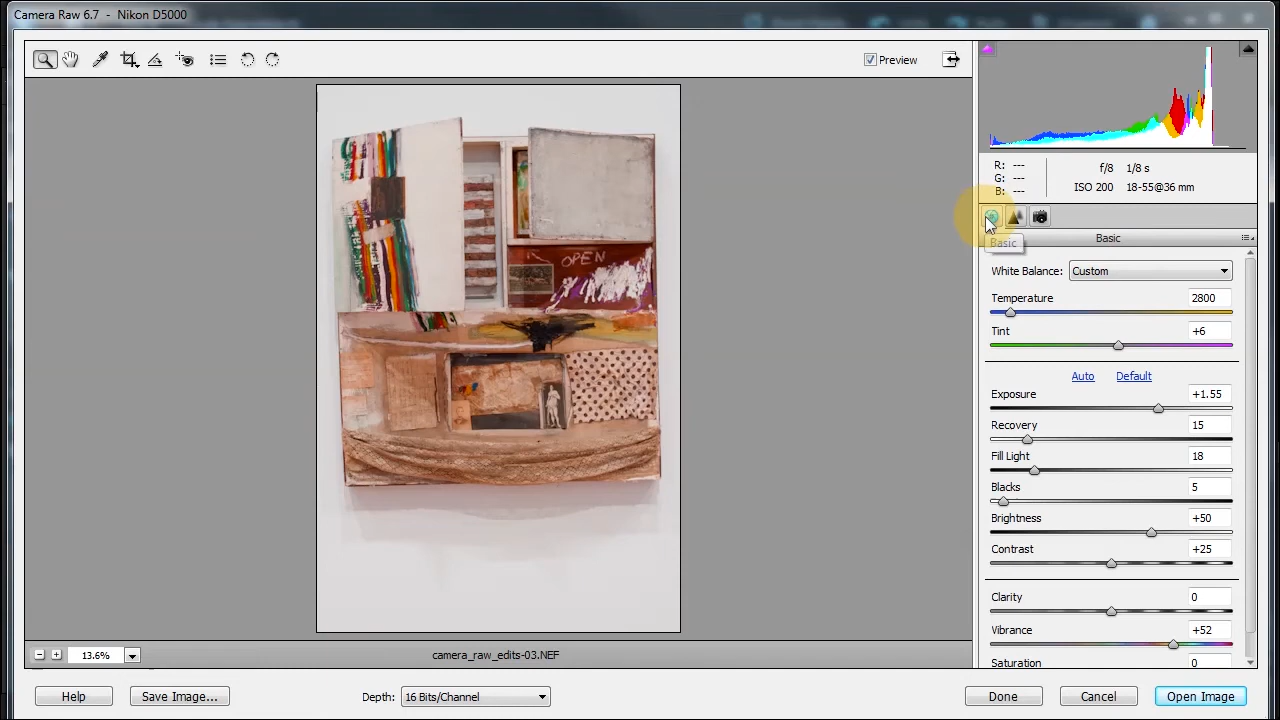 Camera Raw 6.7 - Nikon D5000
Preview
R: ---
G: ---
B: ---
f/8 1/8 s
ISO 200 18-55@36 mm
Basic
Basic
White Balance: Custom
Temperature 2800
Tint +6
Auto Default
Exposure +1.55
Recovery 15
Fill Light 18
Blacks 5
Brightness +50
Contrast +25
Clarity 0
Vibrance +52
Saturation 0
OPEN
13.6%
camera_raw_edits-03.NEF
Help
Save Image...
Depth: 16 Bits/Channel
Done
Cancel
Open Image